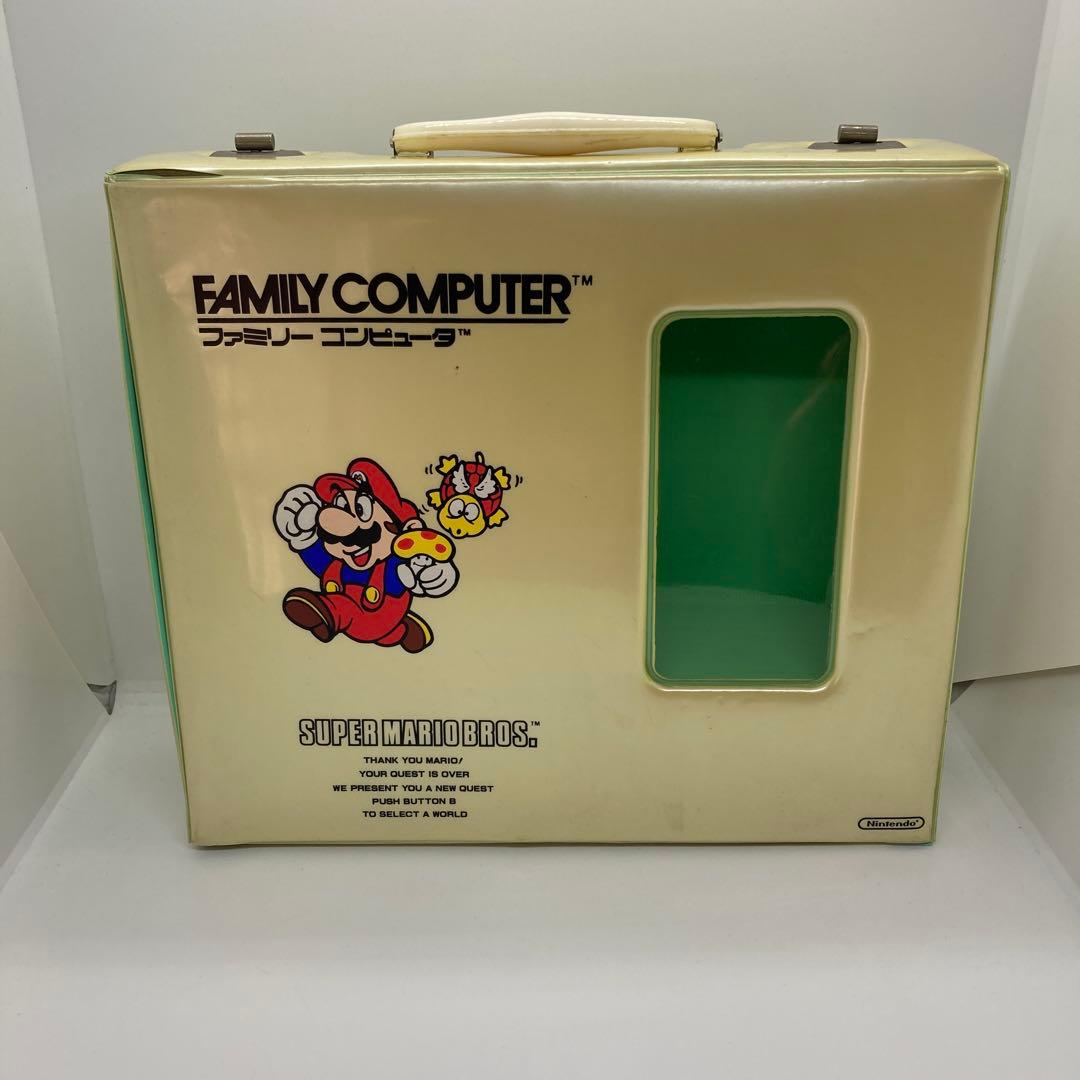 FAMILY COMPUTER™
ファミリー コンピュータ™
M
SUPER MARIO BROS.™
THANK YOU MARIO!
YOUR QUEST IS OVER
WE PRESENT YOU A NEW QUEST
PUSH BUTTON B
TO SELECT A WORLD
Nintendo®